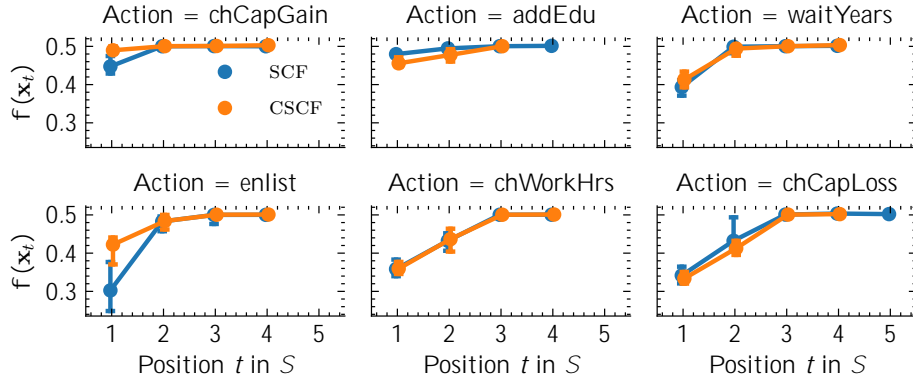 Action = chCapGain
Action = addEdu
Action = waitYears
f(𝐱ₜ)
0.5
0.4
0.3
SCF
CSCF
Action = enlist
Action = chWorkHrs
Action = chCapLoss
f(𝐱ₜ)
0.5
0.4
0.3
1 2 3 4 5
1 2 3 4 5
1 2 3 4 5
Position t in S
Position t in S
Position t in S